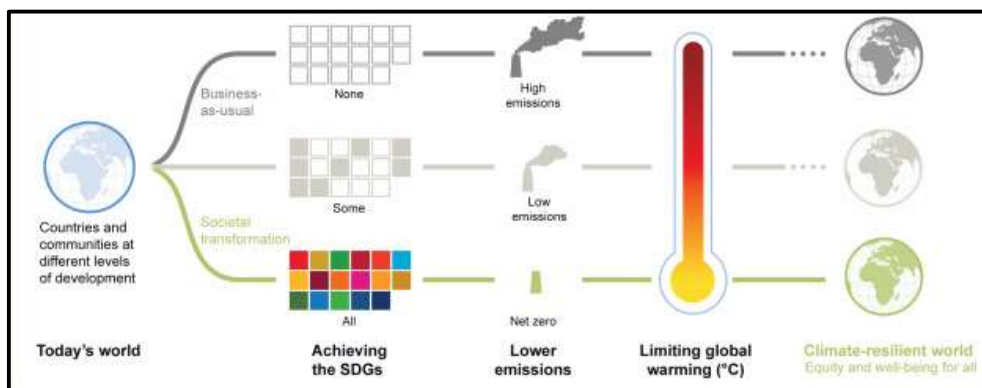 Business-
as-usual
None
High
emissions
Countries and
communities at
different levels
of development
Some
Low
emissions
Societal
transformation
All
Net zero
Today's world
Achieving
the SDGs
Lower
emissions
Limiting global
warming (°C)
Climate-resilient world
Equity and well-being for all